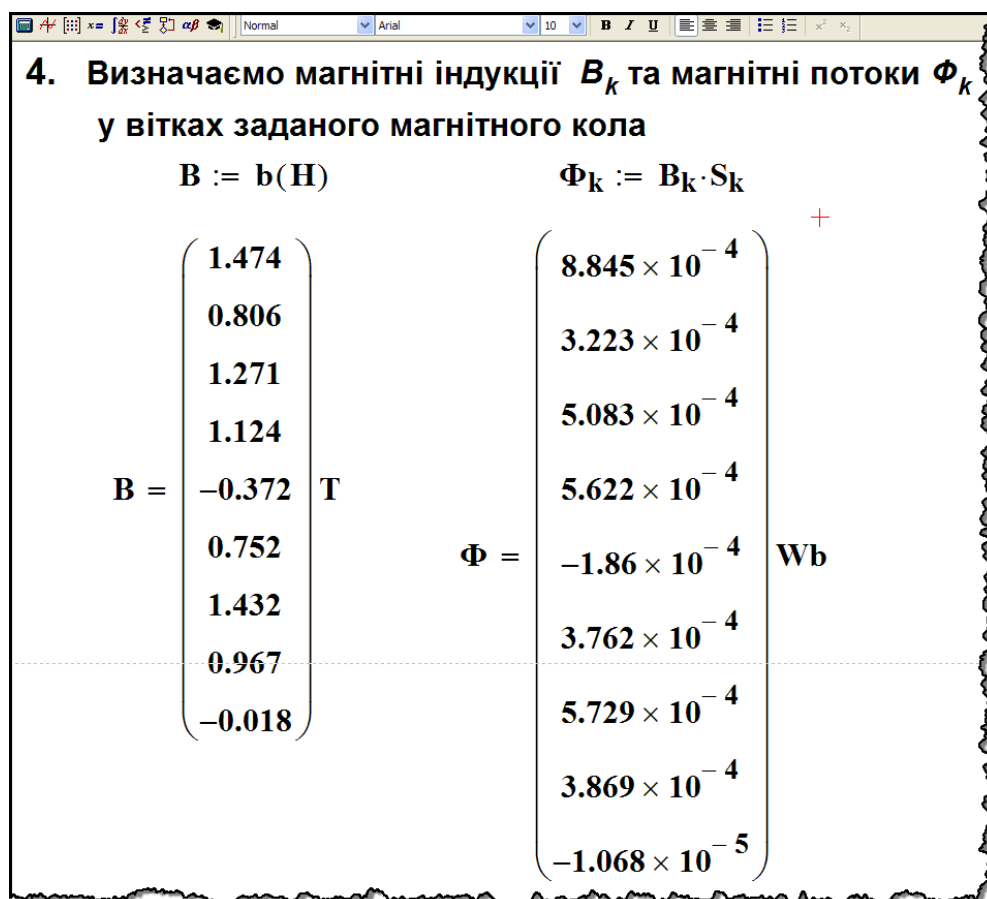 Normal Arial 10 B I U x² x₂
4. Визначаємо магнітні індукції B_k та магнітні потоки Φ_k
у вітках заданого магнітного кола
B := b(H)
Φ_k := B_k·S_k
B =
1.474
0.806
1.271
1.124
−0.372
0.752
1.432
0.967
−0.018
T
Φ =
8.845 × 10^−4
3.223 × 10^−4
5.083 × 10^−4
5.622 × 10^−4
−1.86 × 10^−4
3.762 × 10^−4
5.729 × 10^−4
3.869 × 10^−4
−1.068 × 10^−5
Wb